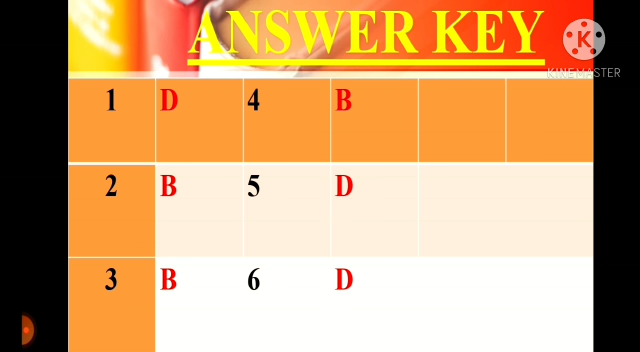 ANSWER KEY
KINEMASTER
1 D 4 B
2 B 5 D
3 B 6 D